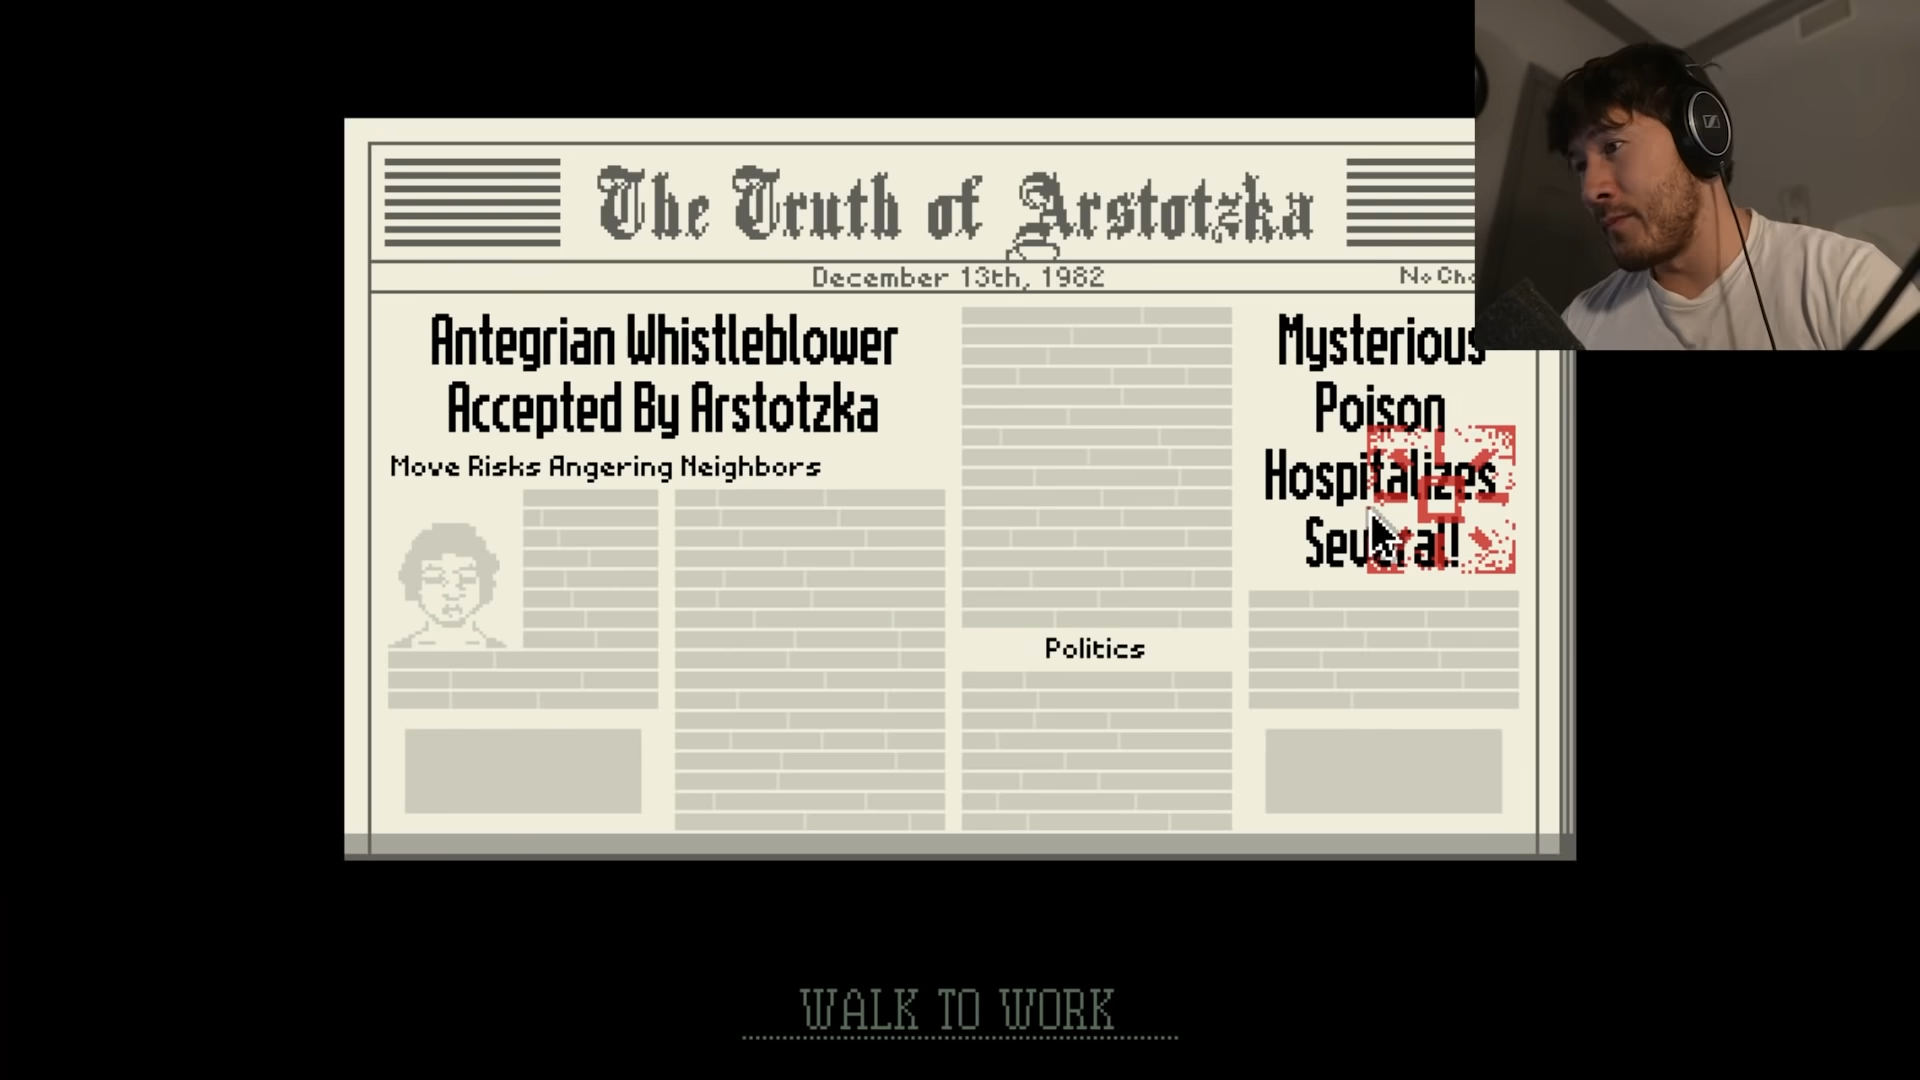 The Truth of Arstotzka
December 13th, 1982
No
Antegrian Whistleblower
Accepted By Arstotzka
Move Risks Angering Neighbors
Politics
Mysterious
Poison
Hospitalizes
Several!
WALK TO WORK